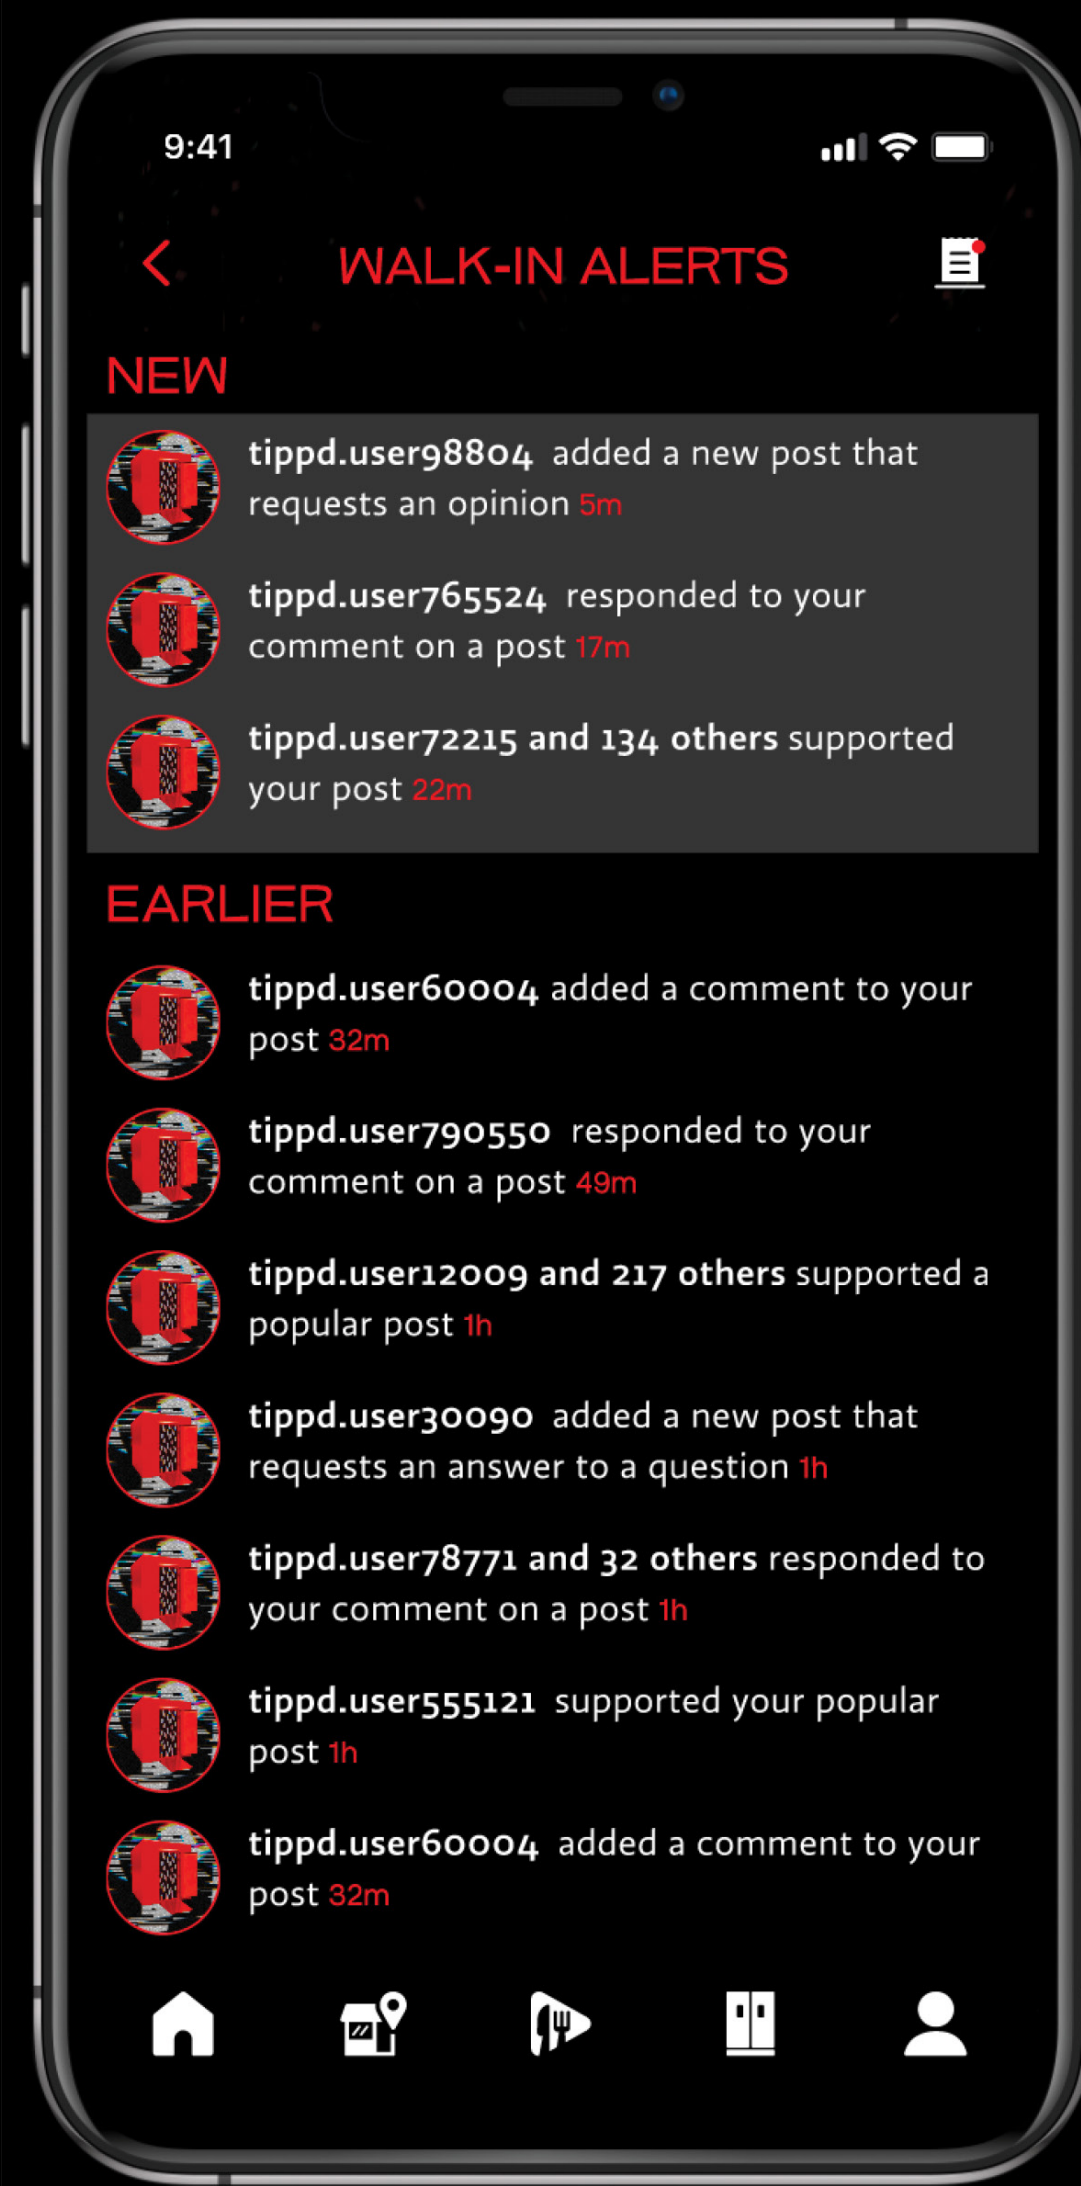 9:41
WALK-IN ALERTS
NEW
tippd.user98804 added a new post that
requests an opinion 5m
tippd.user765524 responded to your
comment on a post 17m
tippd.user72215 and 134 others supported
your post 22m
EARLIER
tippd.user60004 added a comment to your
post 32m
tippd.user790550 responded to your
comment on a post 49m
tippd.user12009 and 217 others supported a
popular post 1h
tippd.user30090 added a new post that
requests an answer to a question 1h
tippd.user78771 and 32 others responded to
your comment on a post 1h
tippd.user555121 supported your popular
post 1h
tippd.user60004 added a comment to your
post 32m